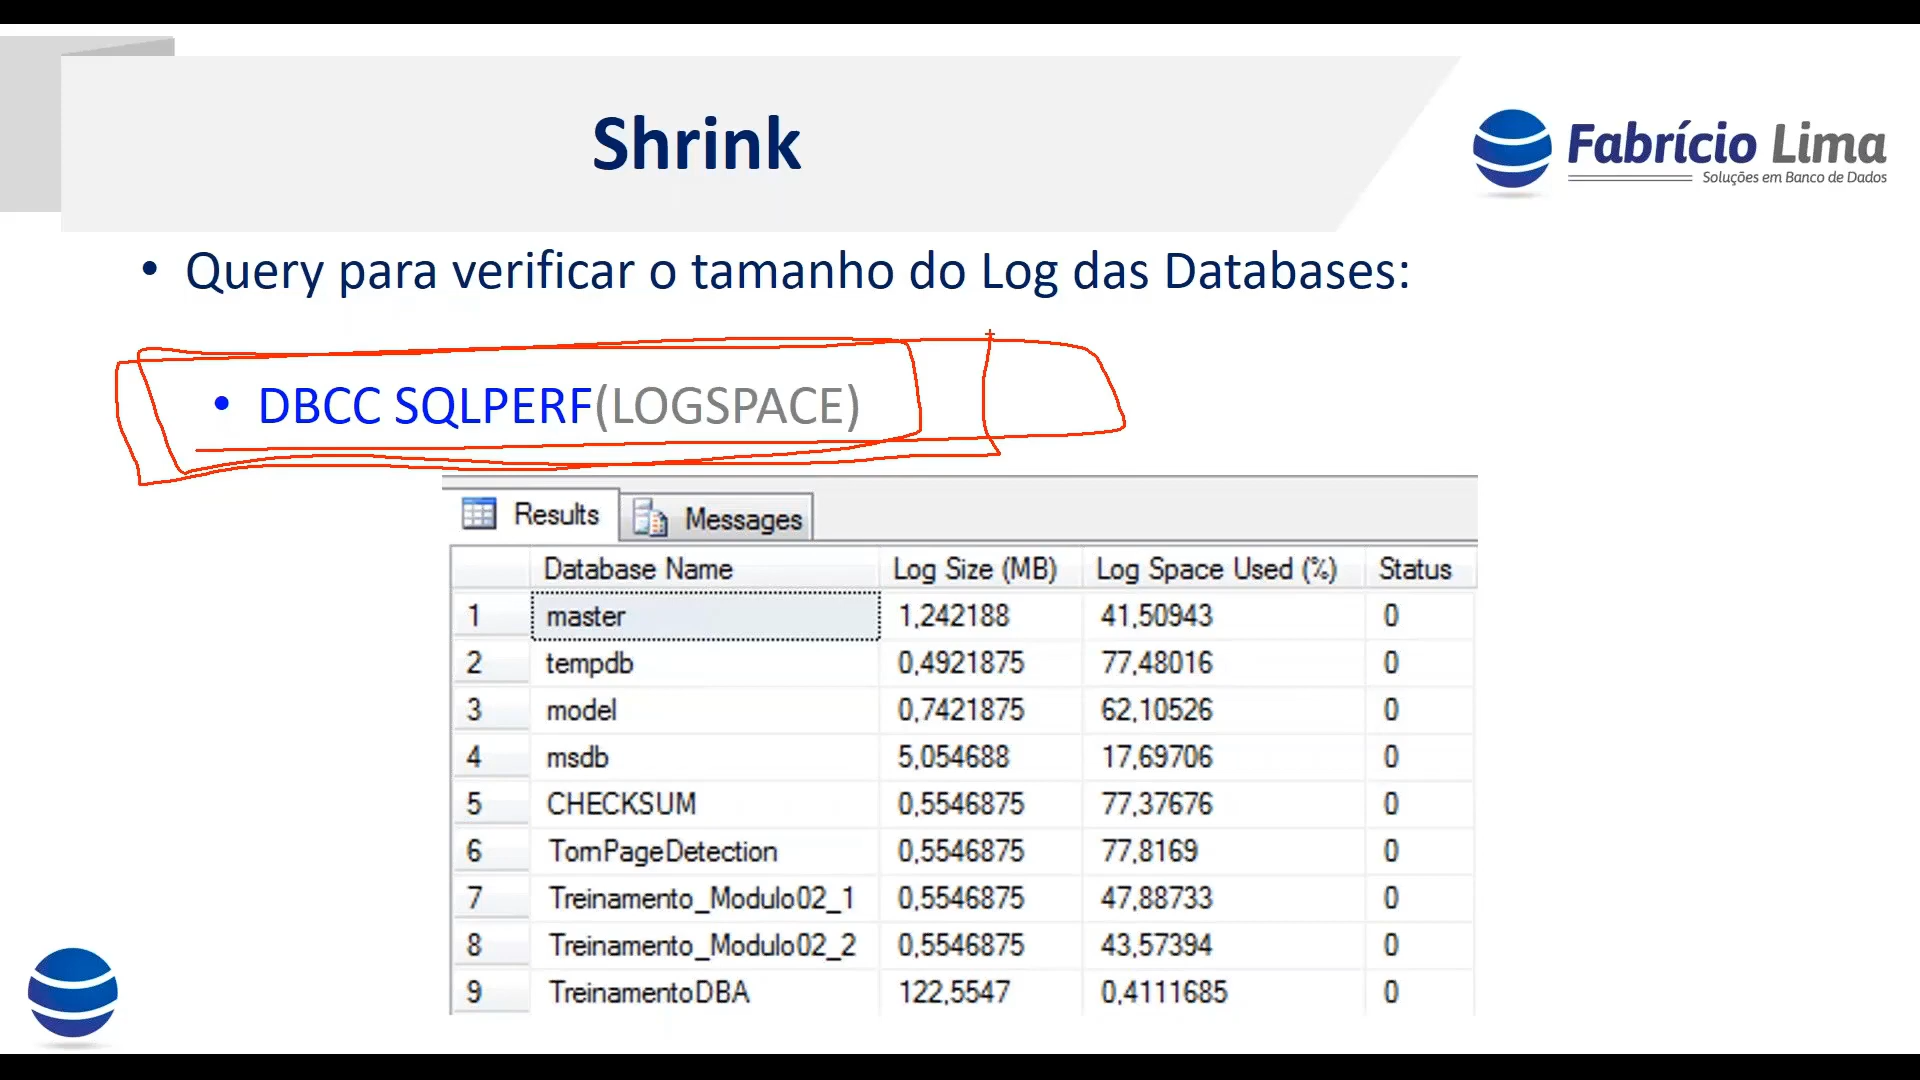 Shrink
Fabrício Lima
Soluções em Banco de Dados
• Query para verificar o tamanho do Log das Databases:
• DBCC SQLPERF(LOGSPACE)
Results Messages
Database Name Log Size (MB) Log Space Used (%) Status
1 master 1,242188 41,50943 0
2 tempdb 0,4921875 77,48016 0
3 model 0,7421875 62,10526 0
4 msdb 5,054688 17,69706 0
5 CHECKSUM 0,5546875 77,37676 0
6 TornPageDetection 0,5546875 77,8169 0
7 Treinamento_Modulo02_1 0,5546875 47,88733 0
8 Treinamento_Modulo02_2 0,5546875 43,57394 0
9 TreinamentoDBA 122,5547 0,4111685 0